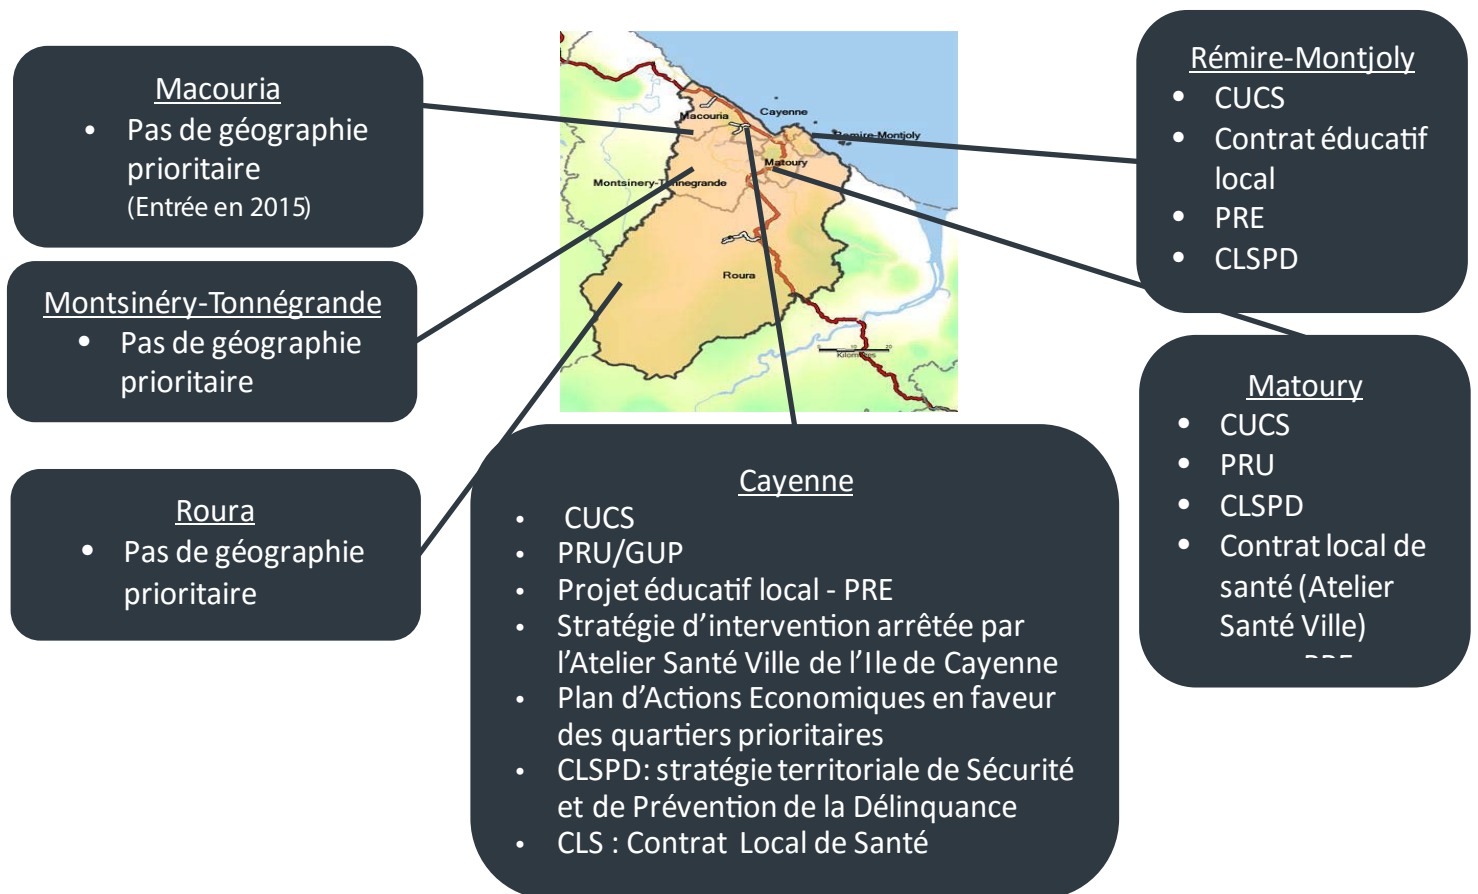 Macouria
• Pas de géographie
prioritaire
(Entrée en 2015)
Montsinéry-Tonnégrande
• Pas de géographie
prioritaire
Roura
• Pas de géographie
prioritaire
Cayenne
Macouria
Rémire-Montjoly
Matoury
Montsinery-Tonnegrande
Roura
0 10 20
Kilomètres
Rémire-Montjoly
• CUCS
• Contrat éducatif
local
• PRE
• CLSPD
Matoury
• CUCS
• PRU
• CLSPD
• Contrat local de
santé (Atelier
Santé Ville)
Cayenne
• CUCS
• PRU/GUP
• Projet éducatif local - PRE
• Stratégie d’intervention arrêtée par
l’Atelier Santé Ville de l’Ile de Cayenne
• Plan d’Actions Economiques en faveur
des quartiers prioritaires
• CLSPD: stratégie territoriale de Sécurité
et de Prévention de la Délinquance
• CLS : Contrat Local de Santé